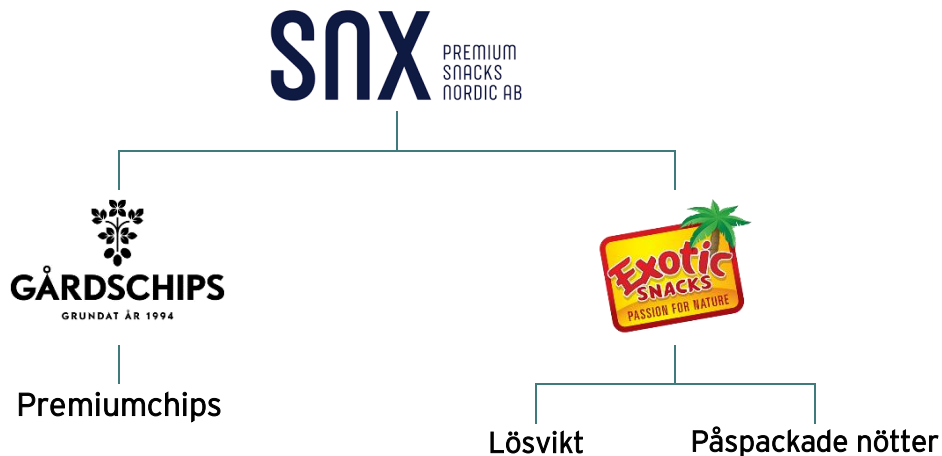 SNX
PREMIUM
SNACKS
NORDIC AB
GÅRDSCHIPS
GRUNDAT ÅR 1994
Exotic
SNACKS
PASSION FOR NATURE
Premiumchips
Lösvikt
Påspackade nötter